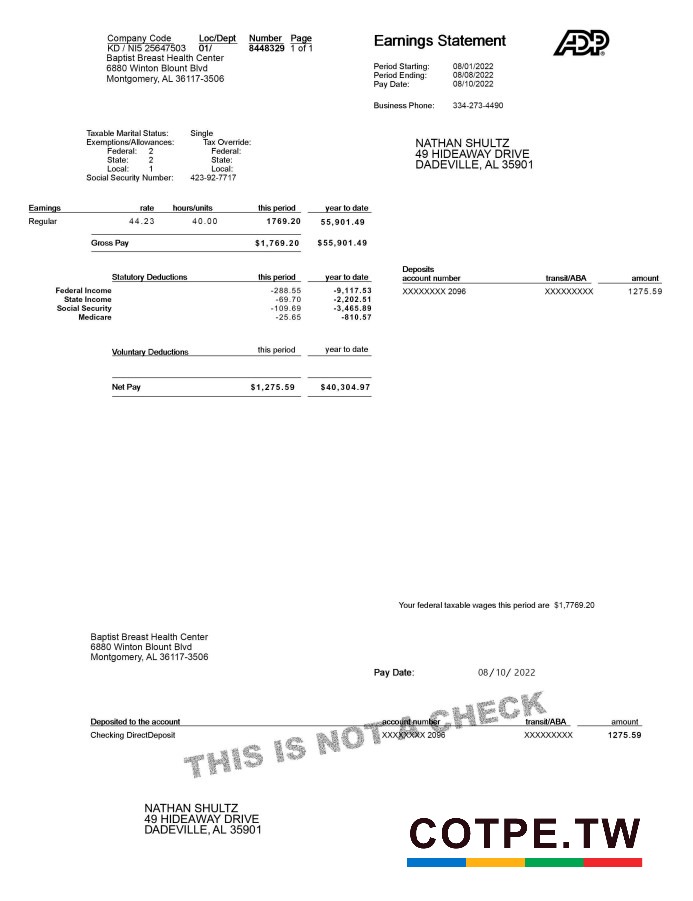 Company Code Loc/Dept Number Page
KD / NI5 25647503 01/ 8448329 1 of 1
Baptist Breast Health Center
6880 Winton Blount Blvd
Montgomery, AL 36117-3506
Earnings Statement
ADP
Period Starting: 08/01/2022
Period Ending: 08/08/2022
Pay Date: 08/10/2022
Business Phone: 334-273-4490
Taxable Marital Status: Single
Exemptions/Allowances: Tax Override:
Federal: 2 Federal:
State: 2 State:
Local: 1 Local:
Social Security Number: 423-92-7717
NATHAN SHULTZ
49 HIDEAWAY DRIVE
DADEVILLE, AL 35901
Earnings rate hours/units this period year to date
Regular 44.23 40.00 1769.20 55,901.49
Gross Pay $1,769.20 $55,901.49
Statutory Deductions this period year to date
Federal Income -288.55 -9,117.53
State Income -69.70 -2,202.51
Social Security -109.69 -3,465.89
Medicare -25.65 -810.57
Deposits
account number transit/ABA amount
XXXXXXXX 2096 XXXXXXXXX 1275.59
Voluntary Deductions this period year to date
Net Pay $1,275.59 $40,304.97
Your federal taxable wages this period are $1,7769.20
Baptist Breast Health Center
6880 Winton Blount Blvd
Montgomery, AL 36117-3506
Pay Date: 08/10/ 2022
THIS IS NOT A CHECK
Deposited to the account account number transit/ABA amount
Checking DirectDeposit XXXXXXXX 2096 XXXXXXXXX 1275.59
NATHAN SHULTZ
49 HIDEAWAY DRIVE
DADEVILLE, AL 35901
COTPE.TW